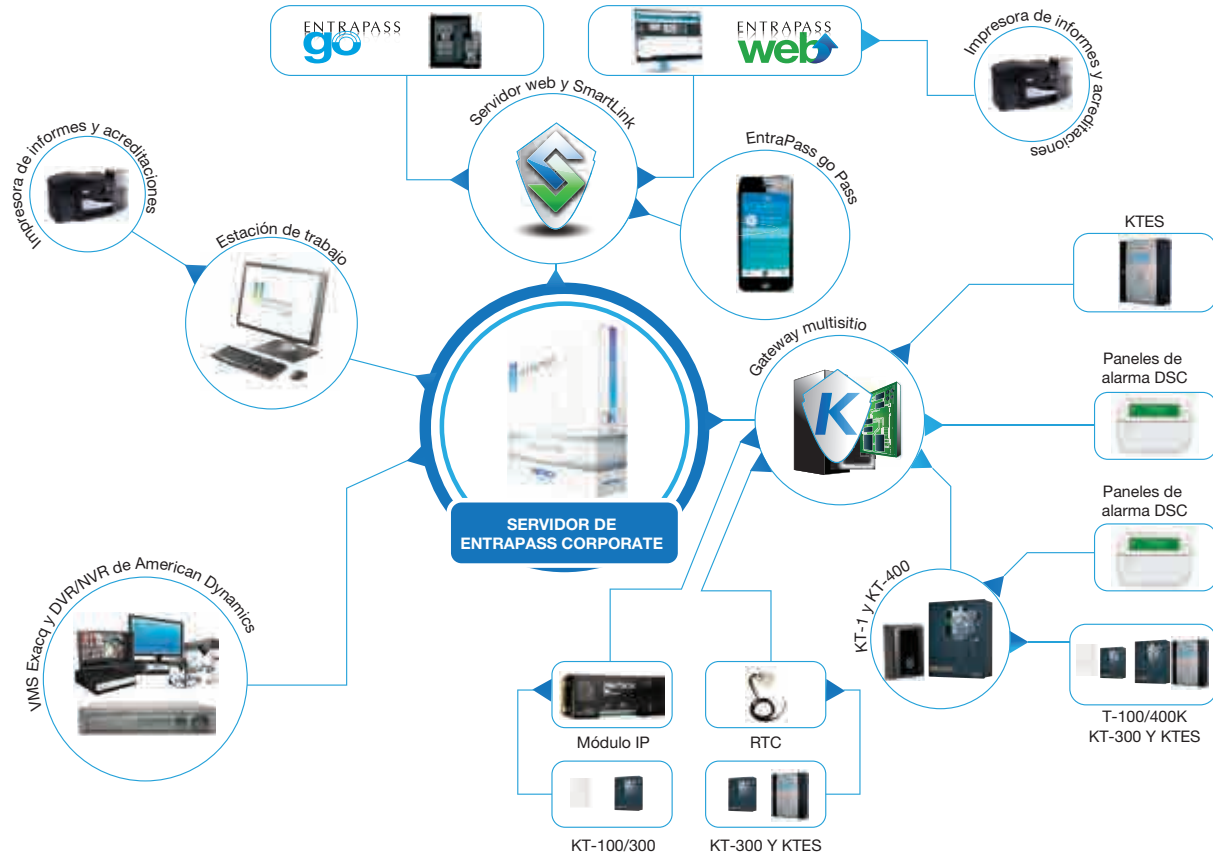 ENTRAPASS
go
ENTRAPASS
web
Impresora de informes y acreditaciones
Servidor web y SmartLink
EntraPass go Pass
Impresora de informes y acreditaciones
Estación de trabajo
KTES
Gateway multisitio
K
Paneles de
alarma DSC
Paneles de
alarma DSC
SERVIDOR DE
ENTRAPASS CORPORATE
VMS Exacq y DVR/NVR de American Dynamics
KT-1 y KT-400
T-100/400K
KT-300 Y KTES
Módulo IP
RTC
KT-100/300
KT-300 Y KTES